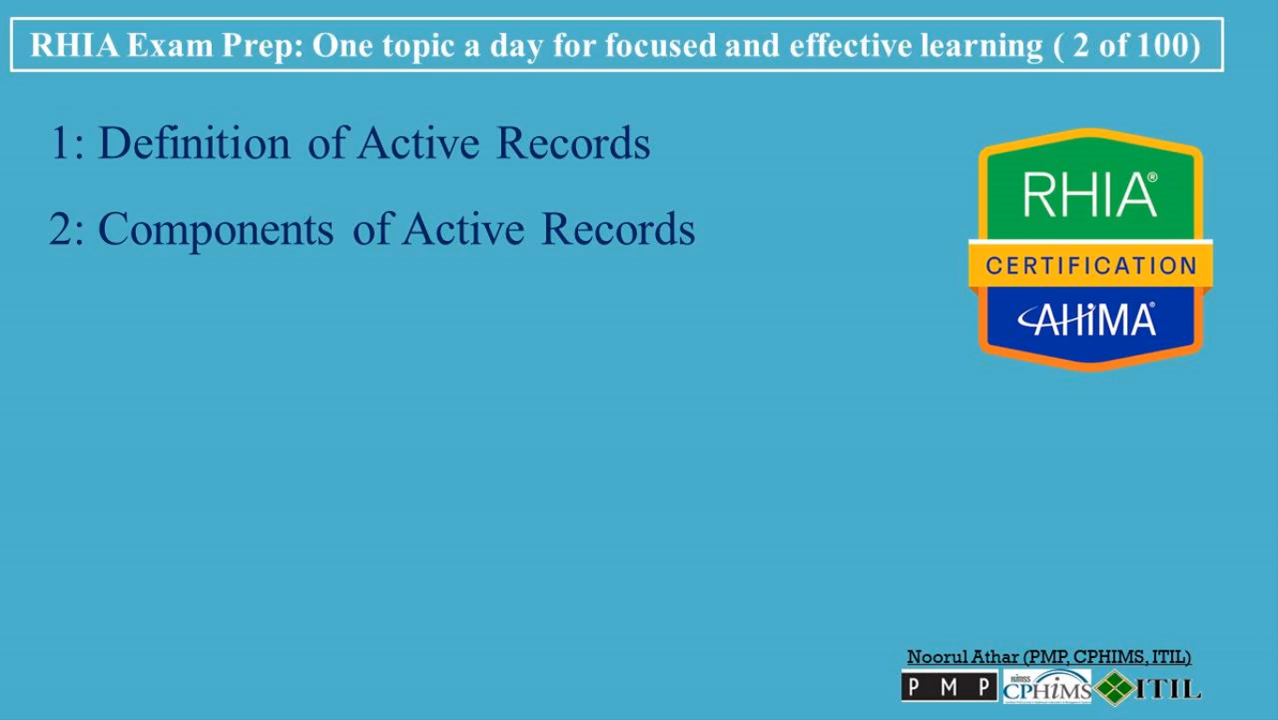 RHIA Exam Prep: One topic a day for focused and effective learning ( 2 of 100)
1: Definition of Active Records
2: Components of Active Records
RHIA®
CERTIFICATION
AHiMA®
Noorul Athar (PMP, CPHIMS, ITIL)
P M P
himss
CPHiMS
ITIL